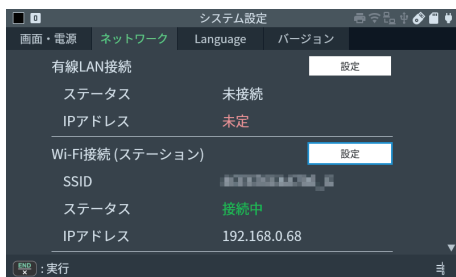 0 システム設定
画面・電源 ネットワーク Language バージョン
有線LAN接続 設定
ステータス 未接続
IPアドレス 未定
Wi-Fi接続 (ステーション) 設定
SSID
ステータス 接続中
IPアドレス 192.168.0.68
END × : 実行